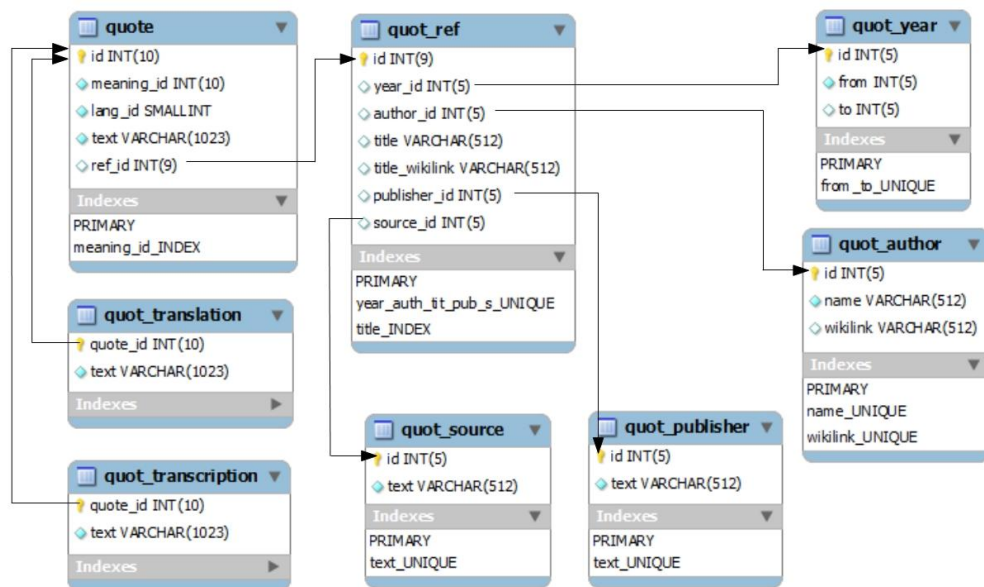 quote
id INT(10)
meaning_id INT(10)
lang_id SMALLINT
text VARCHAR(1023)
ref_id INT(9)
Indexes
PRIMARY
meaning_id_INDEX
quot_translation
quote_id INT(10)
text VARCHAR(1023)
Indexes
quot_transcription
quote_id INT(10)
text VARCHAR(1023)
Indexes
quot_ref
id INT(9)
year_id INT(5)
author_id INT(5)
title VARCHAR(512)
title_wikilink VARCHAR(512)
publisher_id INT(5)
source_id INT(5)
Indexes
PRIMARY
year_auth_tit_pub_s_UNIQUE
title_INDEX
quot_source
id INT(5)
text VARCHAR(512)
Indexes
PRIMARY
text_UNIQUE
quot_publisher
id INT(5)
text VARCHAR(512)
Indexes
PRIMARY
text_UNIQUE
quot_year
id INT(5)
from INT(5)
to INT(5)
Indexes
PRIMARY
from _to_UNIQUE
quot_author
id INT(5)
name VARCHAR(512)
wikilink VARCHAR(512)
Indexes
PRIMARY
name_UNIQUE
wikilink_UNIQUE